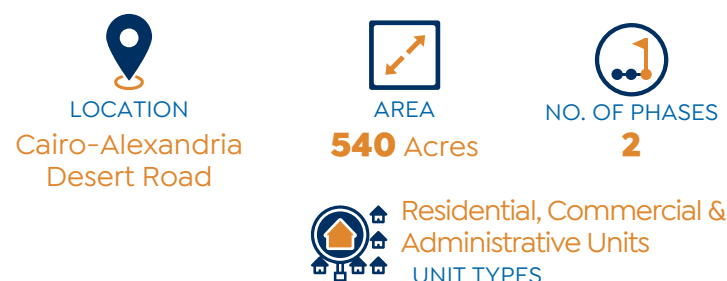 LOCATION
Cairo-Alexandria
Desert Road
AREA
540 Acres
NO. OF PHASES
2
Residential, Commercial &
Administrative Units
UNIT TYPES